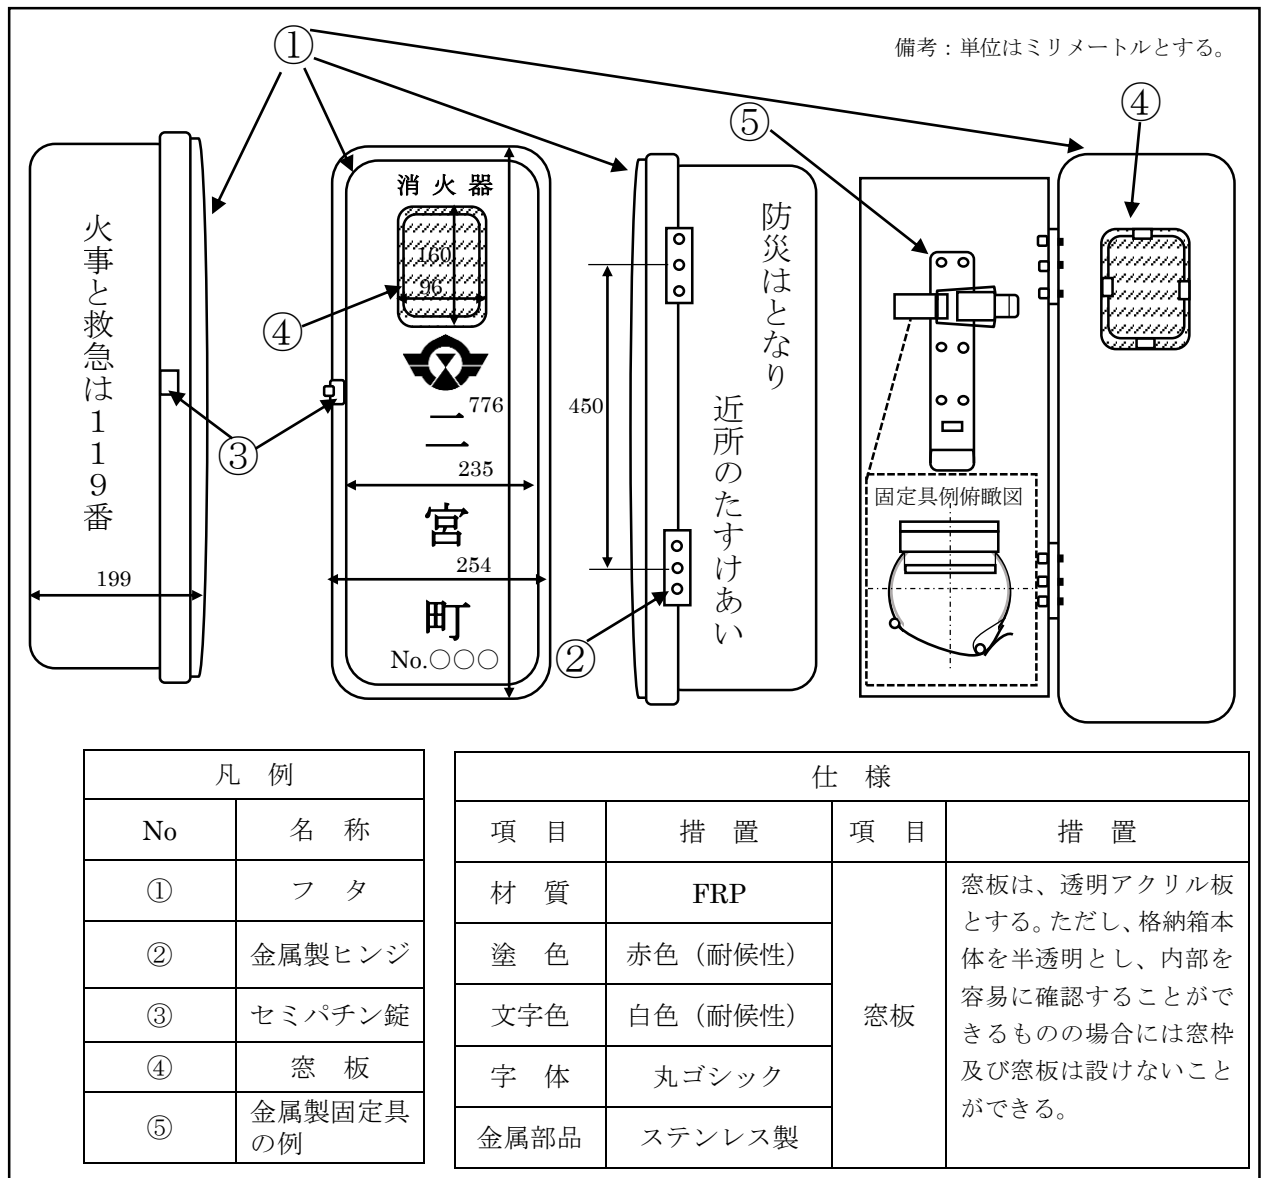 備考：単位はミリメートルとする。
①
④
⑤
火事と救急は１１９番
199
③
消 火 器
160
96
④
776
二
235
宮
254
町
No.〇〇〇
450
防災はとなり
近所のたすけあい
②
固定具例俯瞰図
凡　例
No　名　称
①　フ　タ
②　金属製ヒンジ
③　セミパチン錠
④　窓　板
⑤　金属製固定具
の例
仕　様
項　目　措　置　項　目　措　置
材　質　FRP
塗　色　赤色（耐候性）
文字色　白色（耐候性）
字　体　丸ゴシック
金属部品　ステンレス製
窓板
窓板は、透明アクリル板
とする。ただし、格納箱本
体を半透明とし、内部を
容易に確認することがで
きるものの場合には窓枠
及び窓板は設けないこと
ができる。